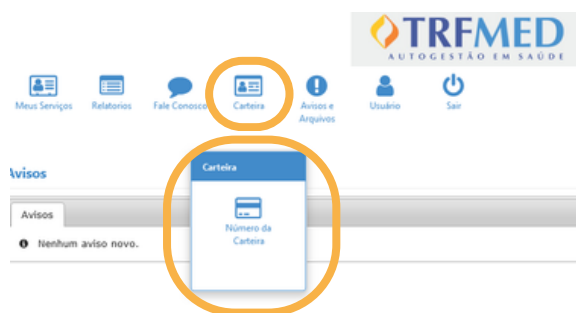 TRFMED
AUTOGESTÃO EM SAÚDE
Meus Serviços
Relatorios
Fale Conosco
Carteira
Avisos e
Arquivos
Usuário
Sair
Avisos
Carteira
Número da
Carteira
Avisos
Nenhum aviso novo.